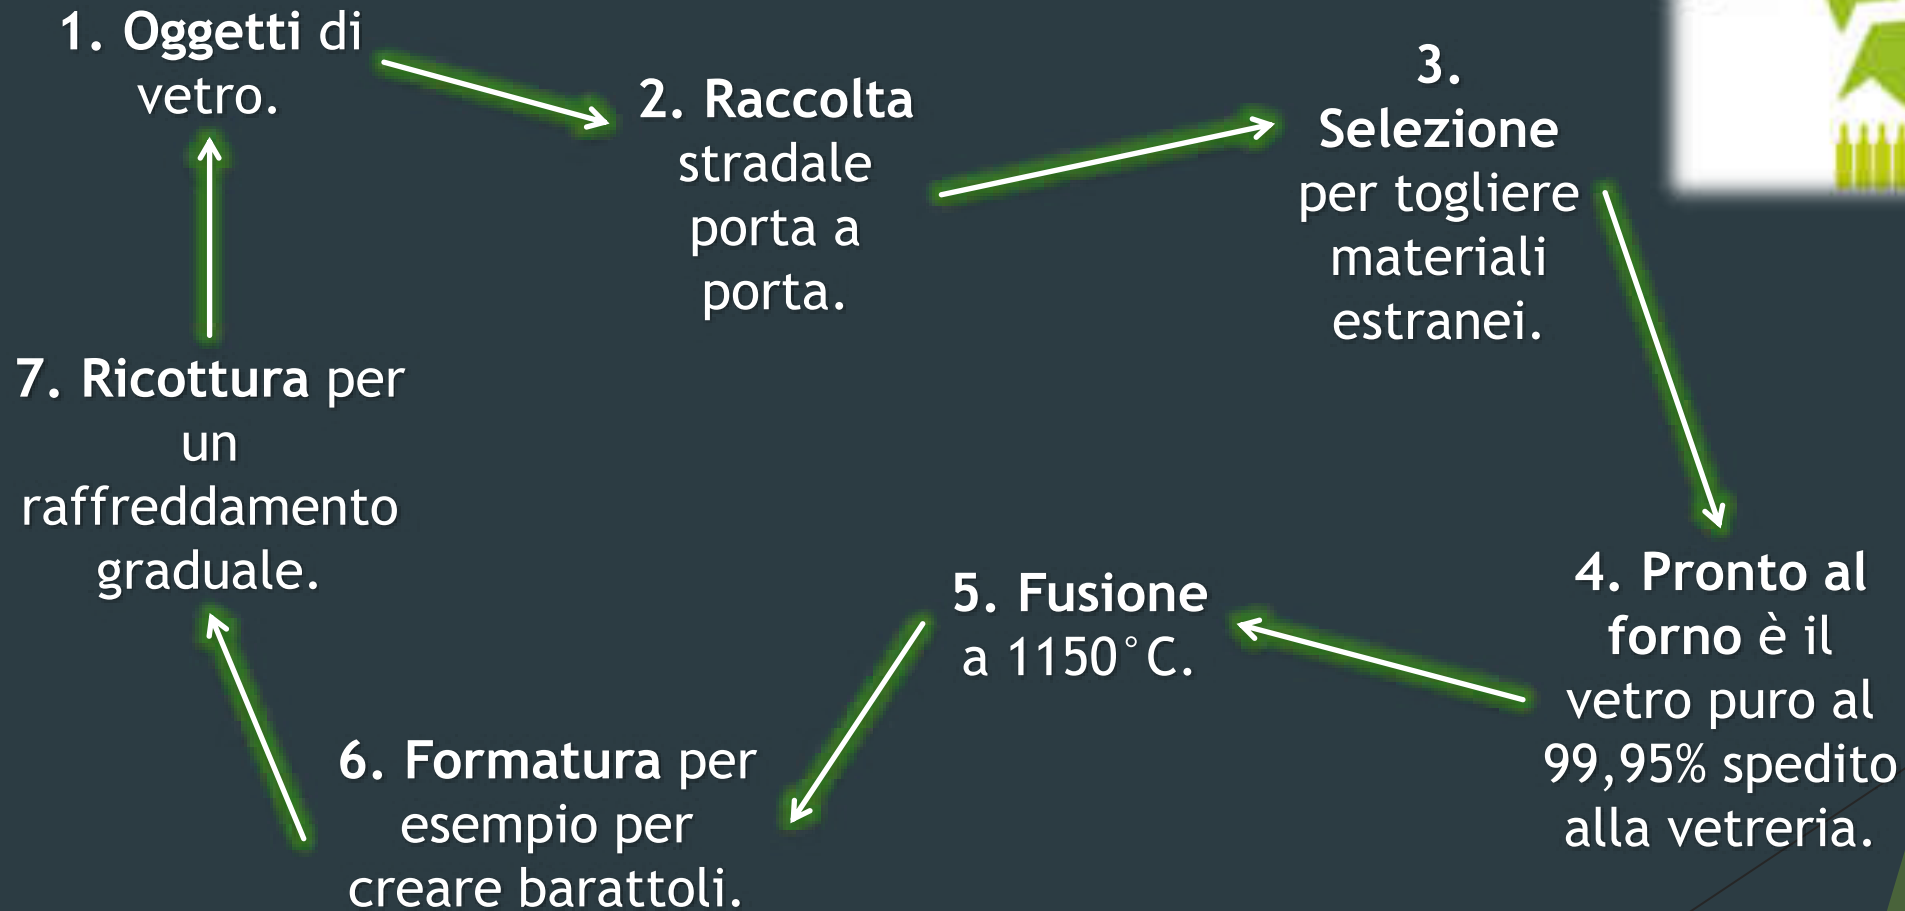 1. Oggetti di
vetro.
2. Raccolta
stradale
porta a
porta.
3.
Selezione
per togliere
materiali
estranei.
4. Pronto al
forno è il
vetro puro al
99,95% spedito
alla vetreria.
5. Fusione
a 1150°C.
6. Formatura per
esempio per
creare barattoli.
7. Ricottura per
un
raffreddamento
graduale.